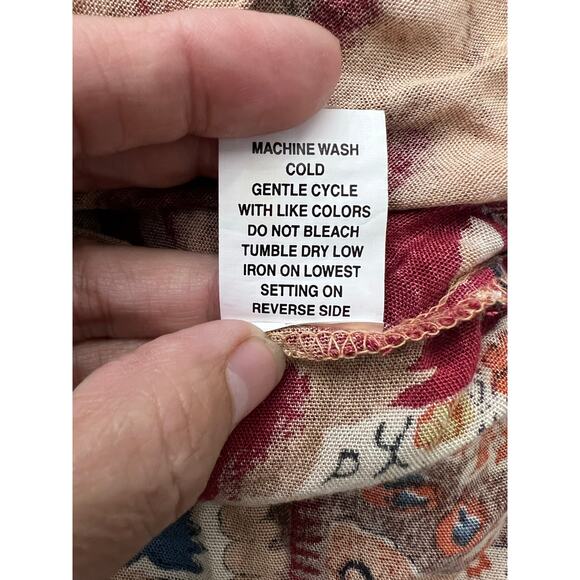 MACHINE WASH
COLD
GENTLE CYCLE
WITH LIKE COLORS
DO NOT BLEACH
TUMBLE DRY LOW
IRON ON LOWEST
SETTING ON
REVERSE SIDE